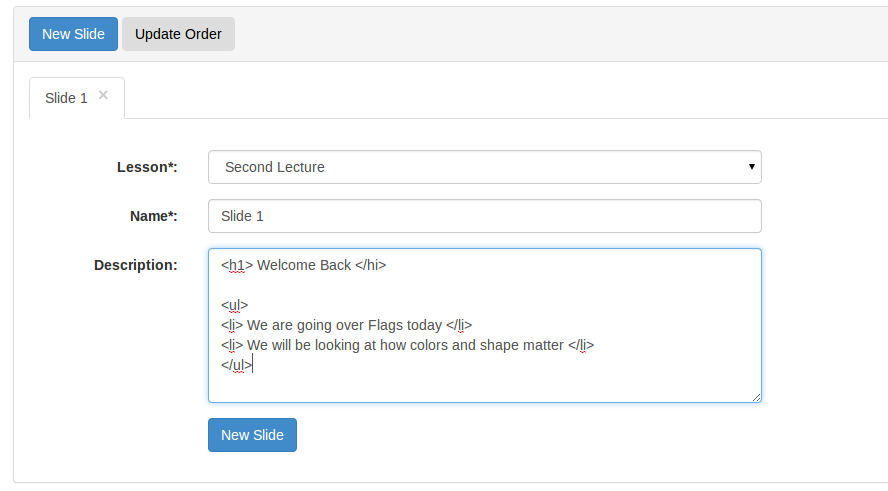 New Slide Update Order
Slide 1 ×
Lesson*: Second Lecture
Name*: Slide 1
Description: <h1> Welcome Back </hi>
<ul>
<li> We are going over Flags today </li>
<li> We will be looking at how colors and shape matter </li>
</ul>
New Slide